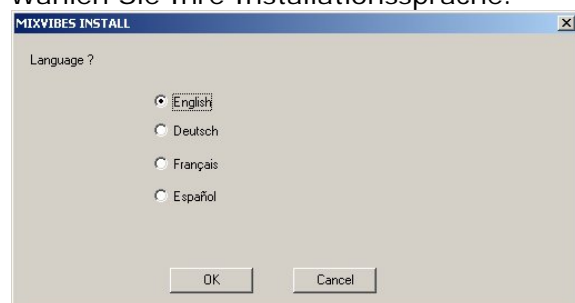 Wählen Sie Ihre Installationssprache:
MIXVIBES INSTALL
Language ?
English
Deutsch
Français
Español
OK Cancel